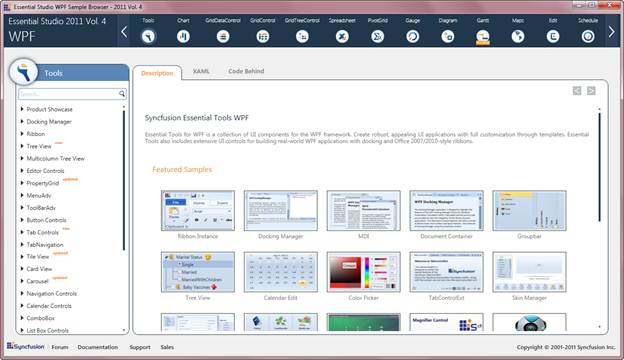 Essential Studio WPF Sample Browser - 2011 Vol. 4
Essential Studio 2011 Vol. 4
WPF
Tools Chart GridDataControl GridControl GridTreeControl Spreadsheet PivotGrid Gauge Diagram Gantt Maps Edit Schedule
Tools
Search...
Product Showcase
Docking Manager
Ribbon
Tree View new
Multicolumn Tree View
Editor Controls
PropertyGrid updated
MenuAdv
ToolBarAdv
Button Controls
Tab Controls new
TabNavigation
Tile View updated
Card View
Carousel updated
Navigation Controls
Calendar Controls
ComboBox
List Box Controls
Description XAML Code Behind
Syncfusion Essential Tools WPF
Essential Tools for WPF is a collection of UI components for the WPF framework. Create robust, appealing UI applications with full customization through templates. Essential
Tools also includes extensive UI controls for building real-world WPF applications with docking and Office 2007/2010-style ribbons.
Featured Samples
WPF Docking Manager
Ribbon Instance Docking Manager MDI Document Container Groupbar
Marital Status
Single
Married
MarriedWithChildren
Baby Vaccines
Syncfusion
Tree View Calendar Edit Color Picker TabControlExt Skin Manager
Magnifier Control
Syncfusion Forum Documentation Support Sales
Copyright © 2001-2011 Syncfusion Inc.